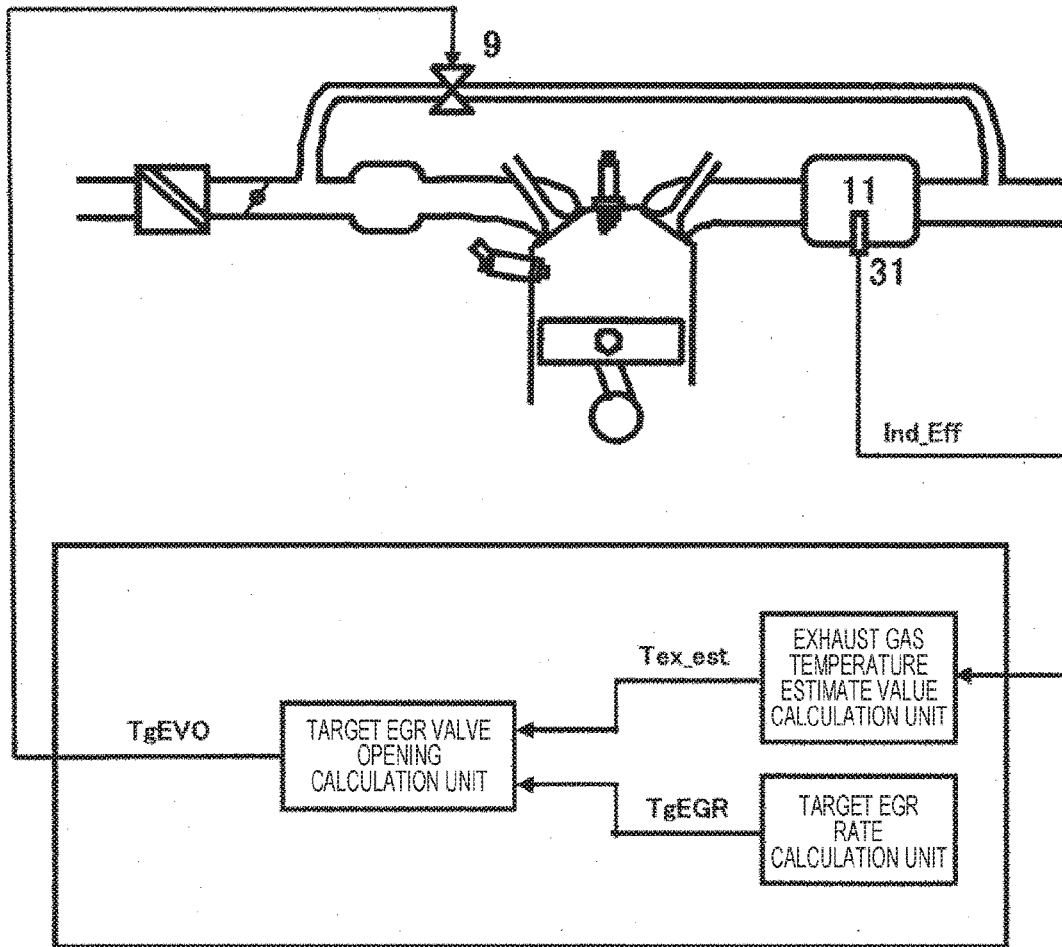 9
11
31
Ind_Eff
Tex_est
EXHAUST GAS
TEMPERATURE
ESTIMATE VALUE
CALCULATION UNIT
TgEVO
TARGET EGR VALVE
OPENING
CALCULATION UNIT
TgEGR
TARGET EGR
RATE
CALCULATION UNIT